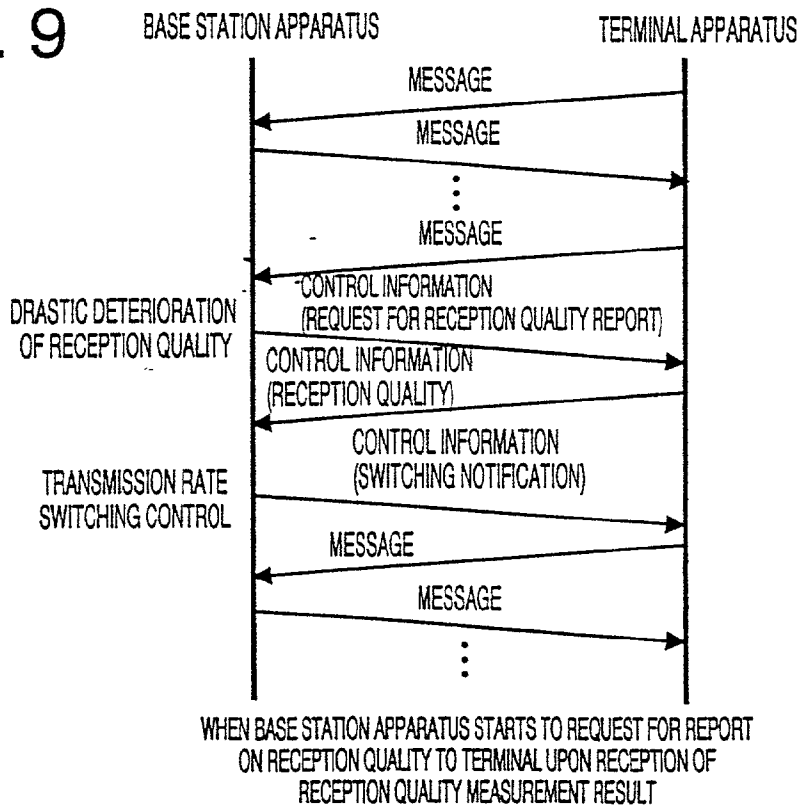 . 9
BASE STATION APPARATUS
TERMINAL APPARATUS
MESSAGE
MESSAGE
MESSAGE
DRASTIC DETERIORATION
OF RECEPTION QUALITY
CONTROL INFORMATION
(REQUEST FOR RECEPTION QUALITY REPORT)
CONTROL INFORMATION
(RECEPTION QUALITY)
CONTROL INFORMATION
(SWITCHING NOTIFICATION)
TRANSMISSION RATE
SWITCHING CONTROL
MESSAGE
MESSAGE
WHEN BASE STATION APPARATUS STARTS TO REQUEST FOR REPORT
ON RECEPTION QUALITY TO TERMINAL UPON RECEPTION OF
RECEPTION QUALITY MEASUREMENT RESULT